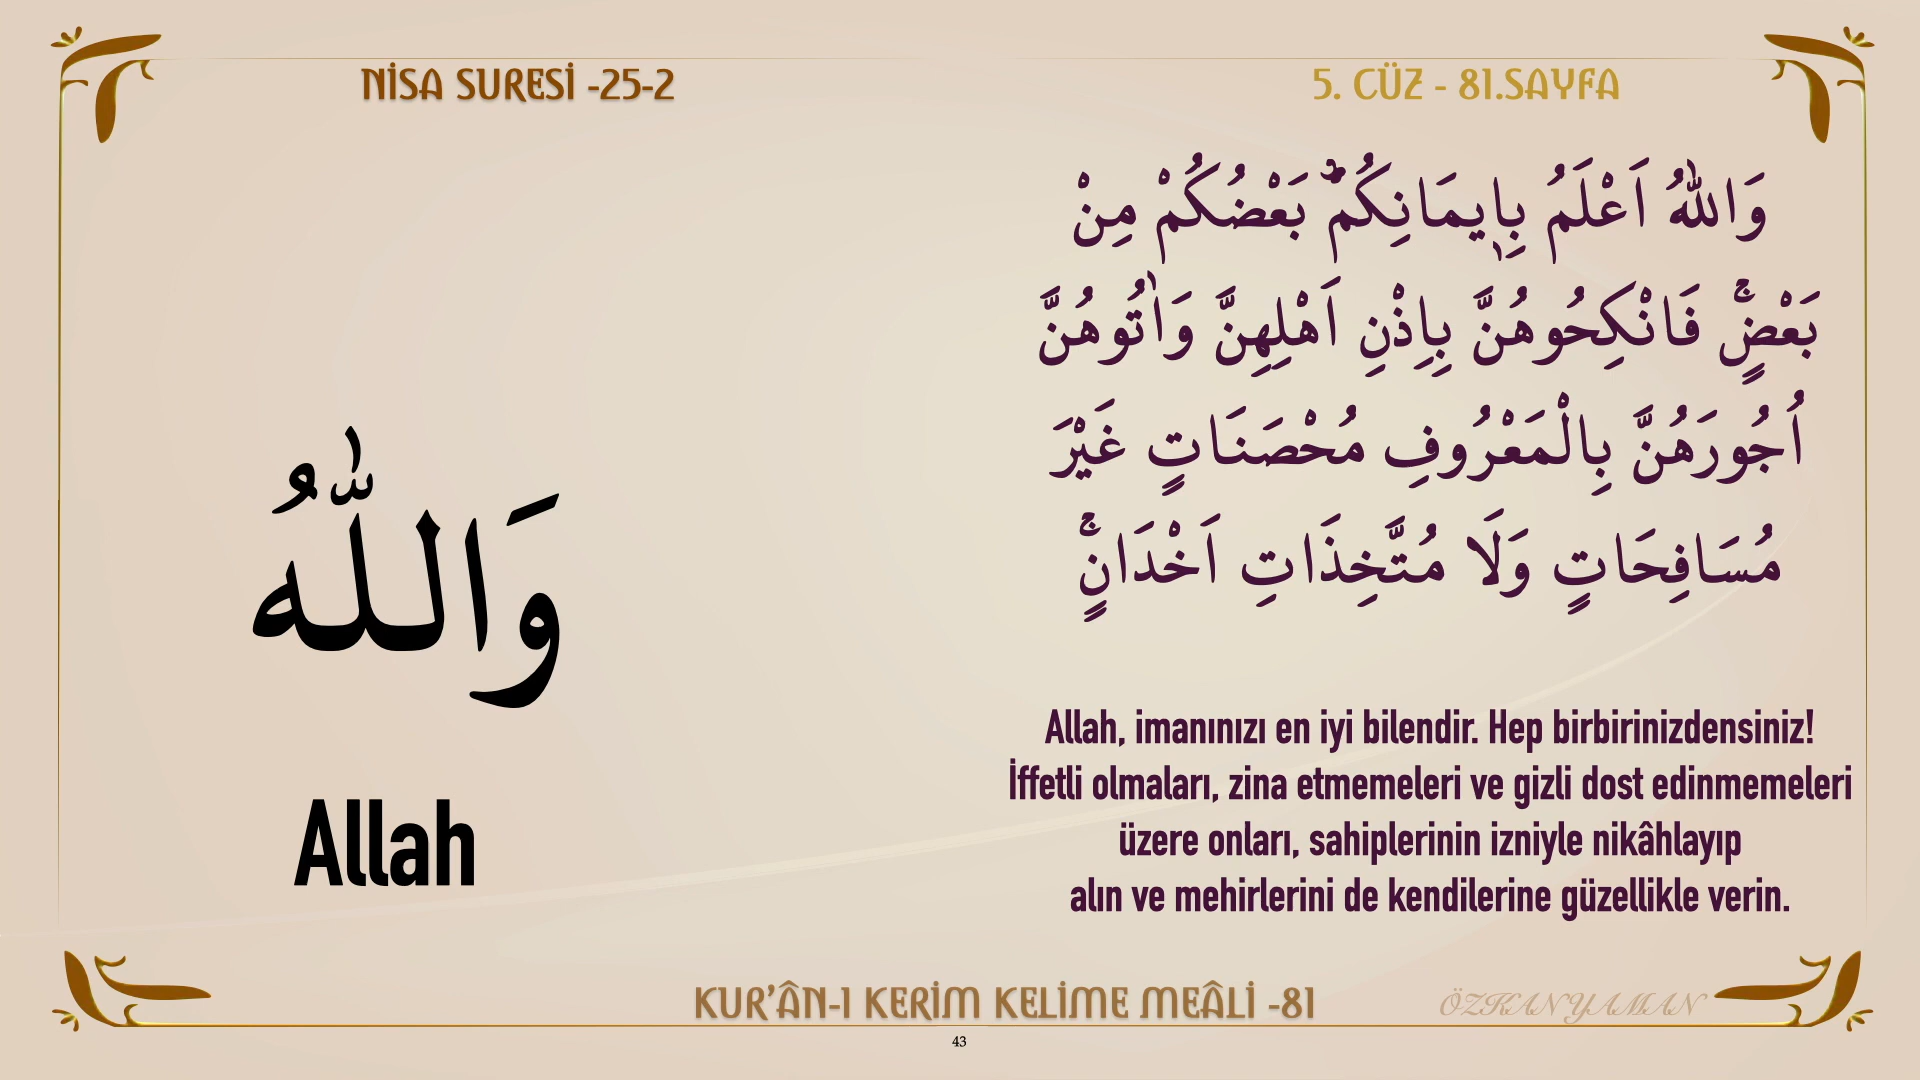 NİSA SURESİ -25-2
5. CÜZ - 81.SAYFA
وَاللّٰهُ اَعْلَمُ بِا۪يمَانِكُمْۜ بَعْضُكُمْ مِنْ
بَعْضٍۚ فَانْكِحُوهُنَّ بِاِذْنِ اَهْلِهِنَّ وَاٰتُوهُنَّ
اُجُورَهُنَّ بِالْمَعْرُوفِ مُحْصَنَاتٍ غَيْرَ
مُسَافِحَاتٍ وَلَا مُتَّخِذَاتِ اَخْدَانٍۚ
وَاللّٰهُ
Allah
Allah, imanınızı en iyi bilendir. Hep birbirinizdensiniz!
İffetli olmaları, zina etmemeleri ve gizli dost edinmemeleri
üzere onları, sahiplerinin izniyle nikâhlayıp
alın ve mehirlerini de kendilerine güzellikle verin.
KUR’ÂN-I KERİM KELİME MEÂLİ -81
ÖZKAN YAMAN
43